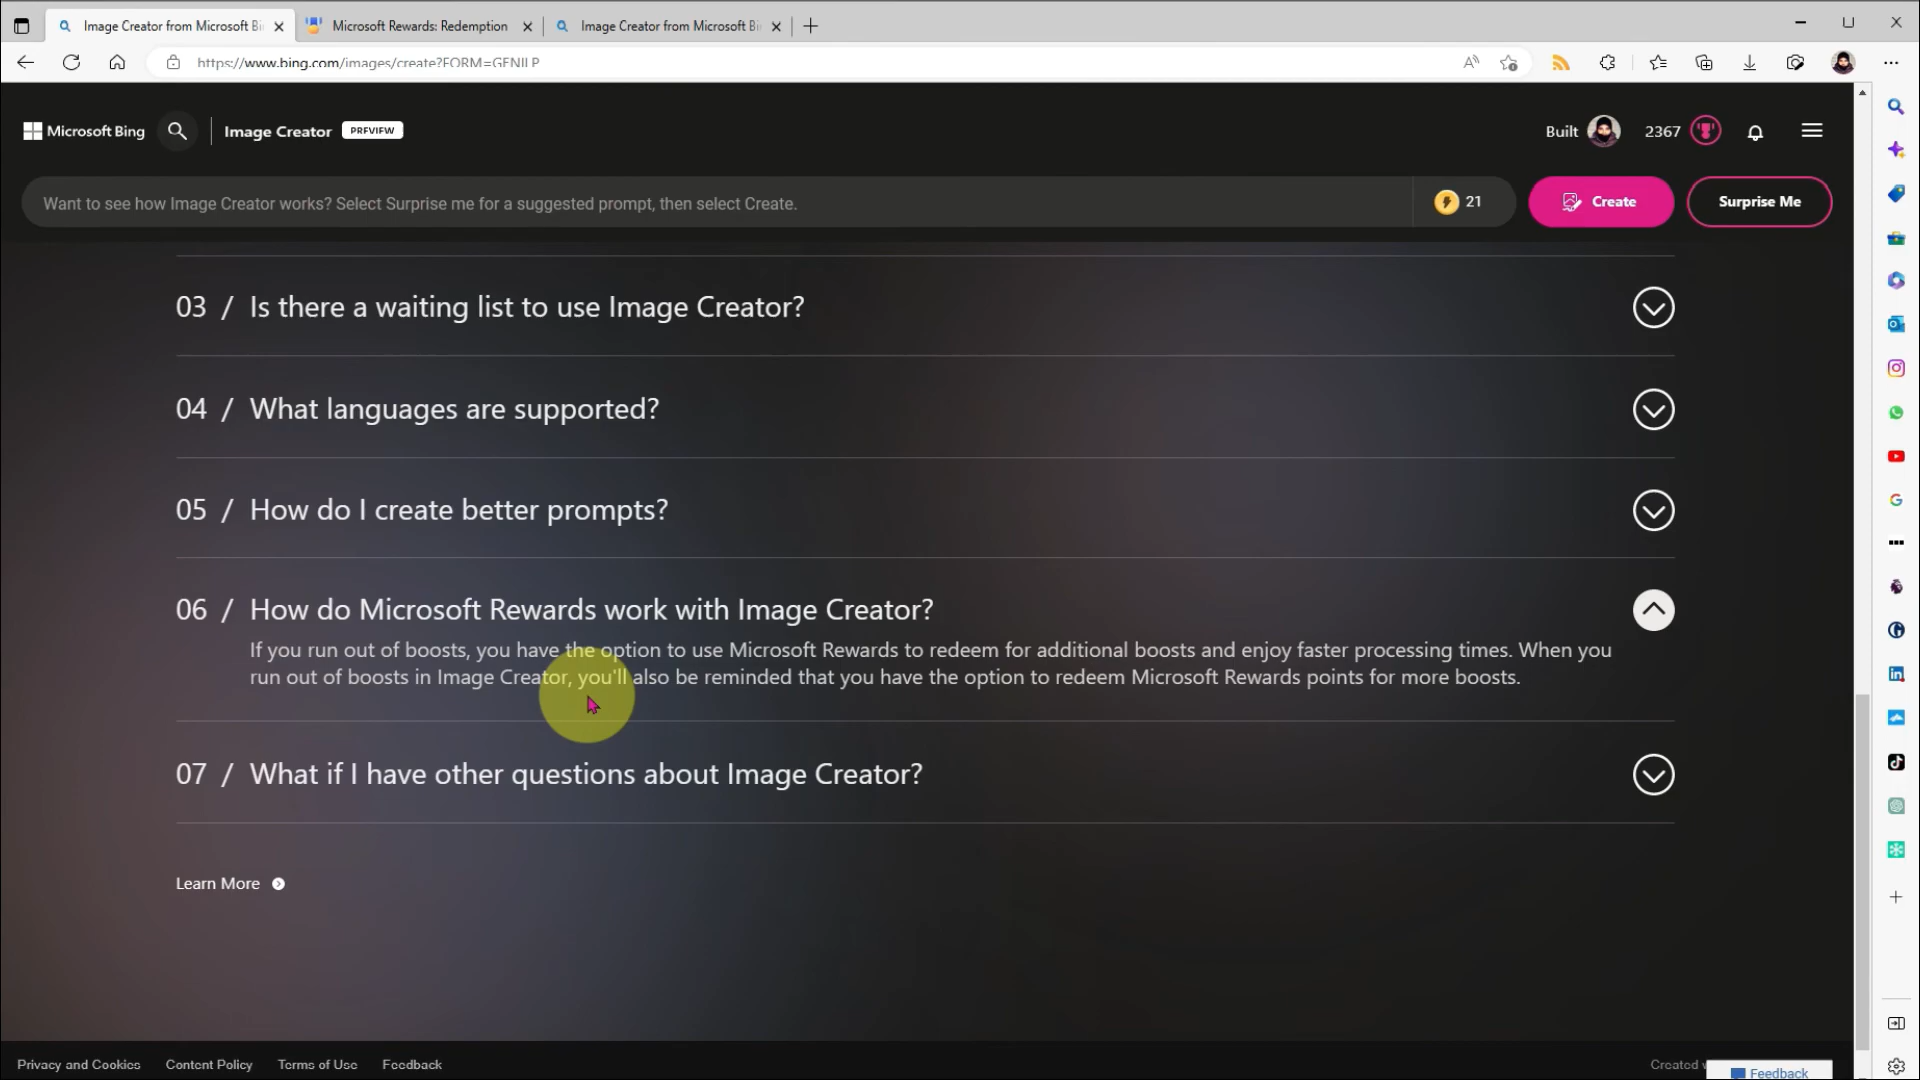 Image Creator from Microsoft Bi
Microsoft Rewards: Redemption
Image Creator from Microsoft Bi
https://www.bing.com/images/create?FORM=GENILP
Microsoft Bing
Image Creator
PREVIEW
Built
2367
Want to see how Image Creator works? Select Surprise me for a suggested prompt, then select Create.
21
Create
Surprise Me
03 / Is there a waiting list to use Image Creator?
04 / What languages are supported?
05 / How do I create better prompts?
06 / How do Microsoft Rewards work with Image Creator?
If you run out of boosts, you have the option to use Microsoft Rewards to redeem for additional boosts and enjoy faster processing times. When you
run out of boosts in Image Creator, you'll also be reminded that you have the option to redeem Microsoft Rewards points for more boosts.
07 / What if I have other questions about Image Creator?
Learn More
Privacy and Cookies
Content Policy
Terms of Use
Feedback
Created
Feedback